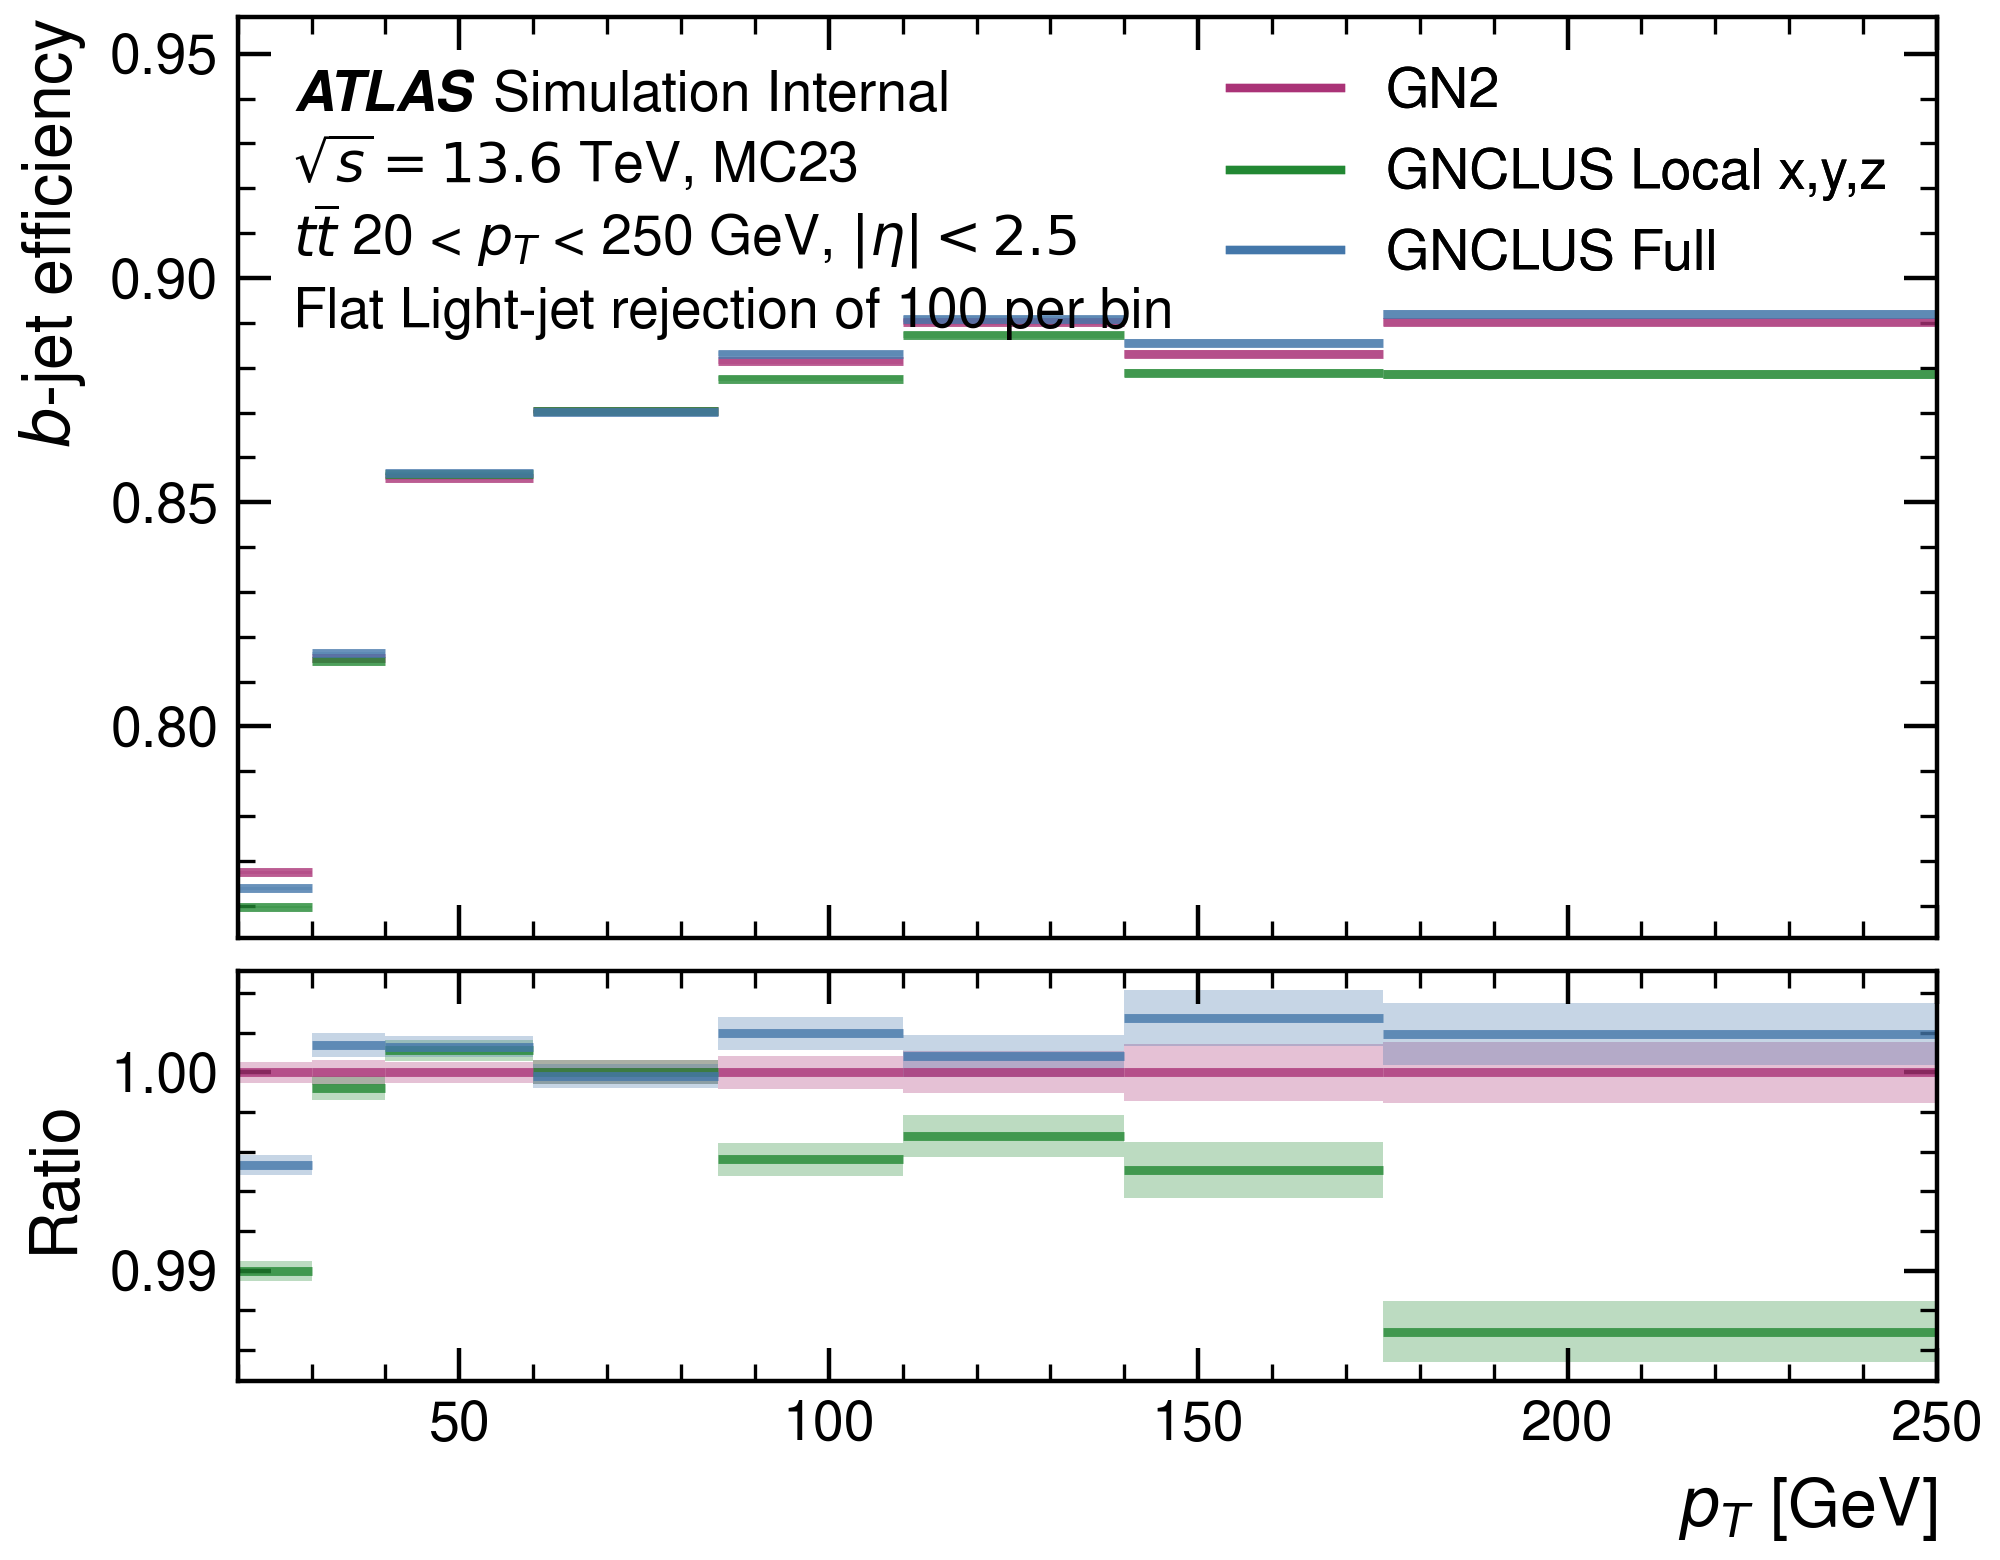 b-jet efficiency
0.95
0.90
0.85
0.80
ATLAS Simulation Internal
√s = 13.6 TeV, MC23
tt̅ 20 < pT < 250 GeV, |η| < 2.5
Flat Light-jet rejection of 100 per bin
GN2
GNCLUS Local x,y,z
GNCLUS Full
Ratio
1.00
0.99
50 100 150 200 250
pT [GeV]